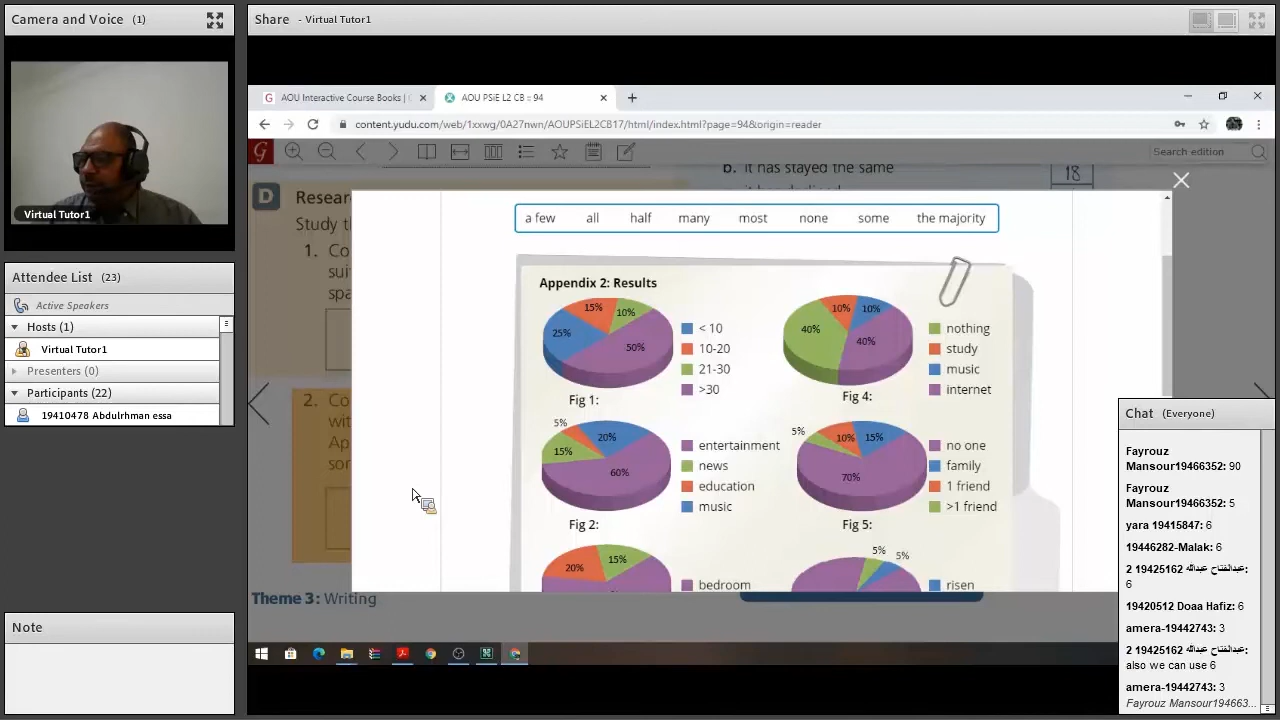 Camera and Voice (1)
Virtual Tutor1
Attendee List (23)
Active Speakers
Hosts (1)
Virtual Tutor1
Presenters (0)
Participants (22)
19410478 Abdulrhman essa
Note
Share - Virtual Tutor1
AOU Interactive Course Books |
AOU PSiE L2 CB :: 94
content.yudu.com/web/1xxwg/0A27nwn/AOUPSiEL2CB17/html/index.html?page=94&origin=reader
Search edition
b. it has stayed the same
18
D Resear
Study t
1. Co
sui
spa
2. Co
wit
Ap
so
a few all half many most none some the majority
Appendix 2: Results
15% 10% 25% 50%
< 10
10-20
21-30
>30
Fig 1:
10% 10% 40% 40%
nothing
study
music
internet
Fig 4:
5% 20% 15% 60%
entertainment
news
education
music
Fig 2:
5% 10% 15% 70%
no one
family
1 friend
>1 friend
Fig 5:
20% 15%
bedroom
5% 5%
risen
Theme 3: Writing
Chat (Everyone)
Fayrouz
Mansour19466352: 90
Fayrouz
Mansour19466352: 5
yara 19415847: 6
19446282-Malak: 6
2 19425162 عبدالفتاح عبدالله:
6
19420512 Doaa Hafiz: 6
amera-19442743: 3
2 19425162 عبدالفتاح عبدالله:
also we can use 6
amera-19442743: 3
Fayrouz Mansour194663...